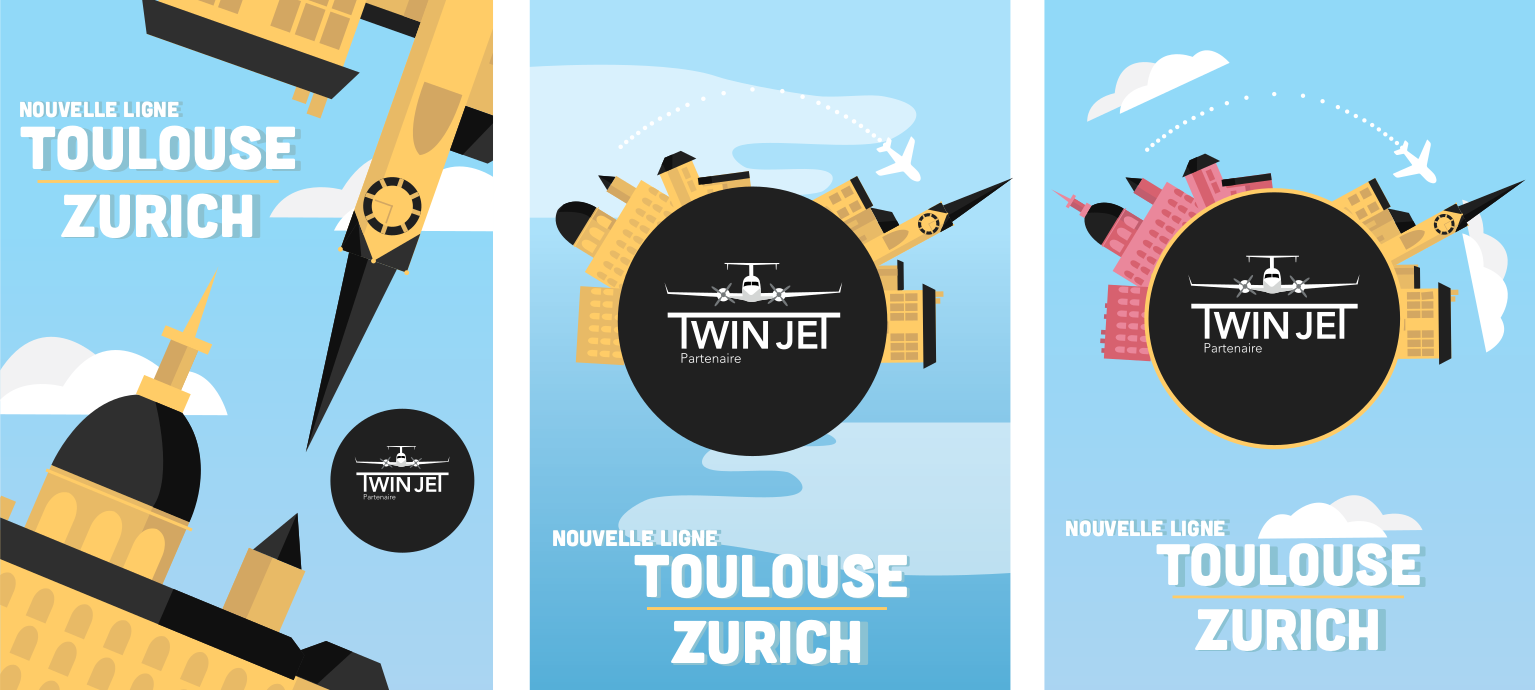 NOUVELLE LIGNE
TOULOUSE
ZURICH
TWIN JET
Partenaire
TWIN JET
Partenaire
NOUVELLE LIGNE
TOULOUSE
ZURICH
TWIN JET
Partenaire
NOUVELLE LIGNE
TOULOUSE
ZURICH